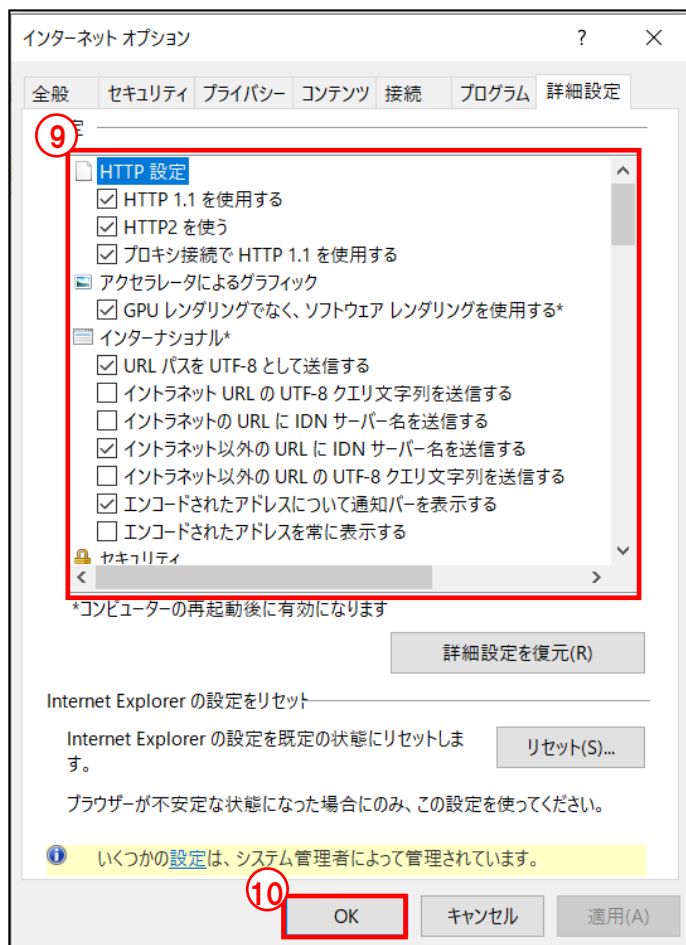 インターネット オプション ?
全般 セキュリティ プライバシー コンテンツ 接続 プログラム 詳細設定
⑨
HTTP 設定
HTTP 1.1 を使用する
HTTP2 を使う
プロキシ接続で HTTP 1.1 を使用する
アクセラレータによるグラフィック
GPU レンダリングでなく、ソフトウェア レンダリングを使用する*
インターナショナル*
URL パスを UTF-8 として送信する
イントラネット URL の UTF-8 クエリ文字列を送信する
イントラネットの URL に IDN サーバー名を送信する
イントラネット以外の URL に IDN サーバー名を送信する
イントラネット以外の URL の UTF-8 クエリ文字列を送信する
エンコードされたアドレスについて通知バーを表示する
エンコードされたアドレスを常に表示する
セキュリティ
*コンピューターの再起動後に有効になります
詳細設定を復元(R)
Internet Explorer の設定をリセット
Internet Explorer の設定を既定の状態にリセットしま
す。
リセット(S)...
ブラウザーが不安定な状態になった場合にのみ、この設定を使ってください。
いくつかの設定は、システム管理者によって管理されています。
⑩
OK キャンセル 適用(A)